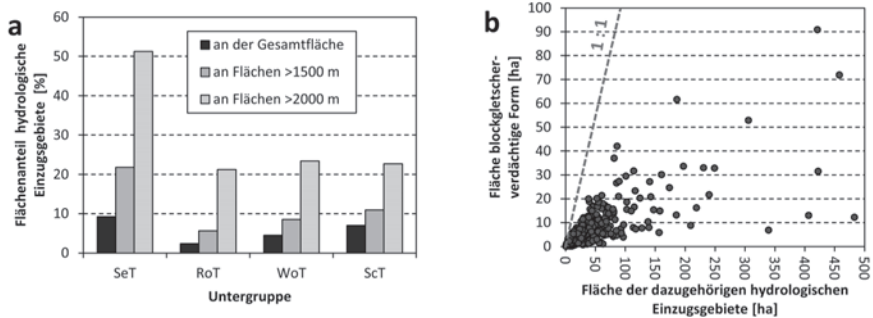 a
Flächenanteil hydrologische
Einzugsgebiete [%]
60
50
40
30
20
10
0
an der Gesamtfläche
an Flächen >1500 m
an Flächen >2000 m
SeT RoT WoT ScT
Untergruppe
b
Fläche blockgletscher-
verdächtige Form [ha]
100
90
80
70
60
50
40
30
20
10
0
1:1
0 50 100 150 200 250 300 350 400 450 500
Fläche der dazugehörigen hydrologischen
Einzugsgebiete [ha]